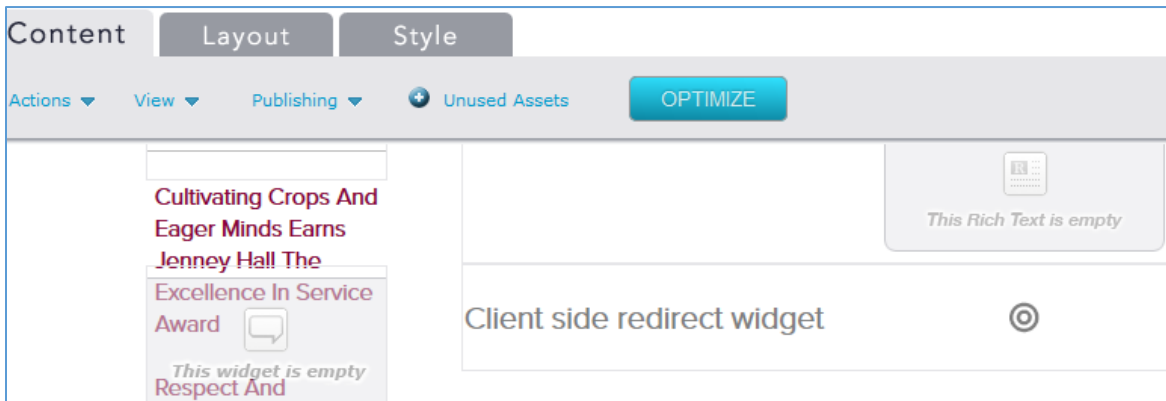 Content Layout Style
Actions View Publishing Unused Assets OPTIMIZE
Cultivating Crops And
Eager Minds Earns
Jenney Hall The
Excellence In Service
Award
This widget is empty
Respect And
R
This Rich Text is empty
Client side redirect widget